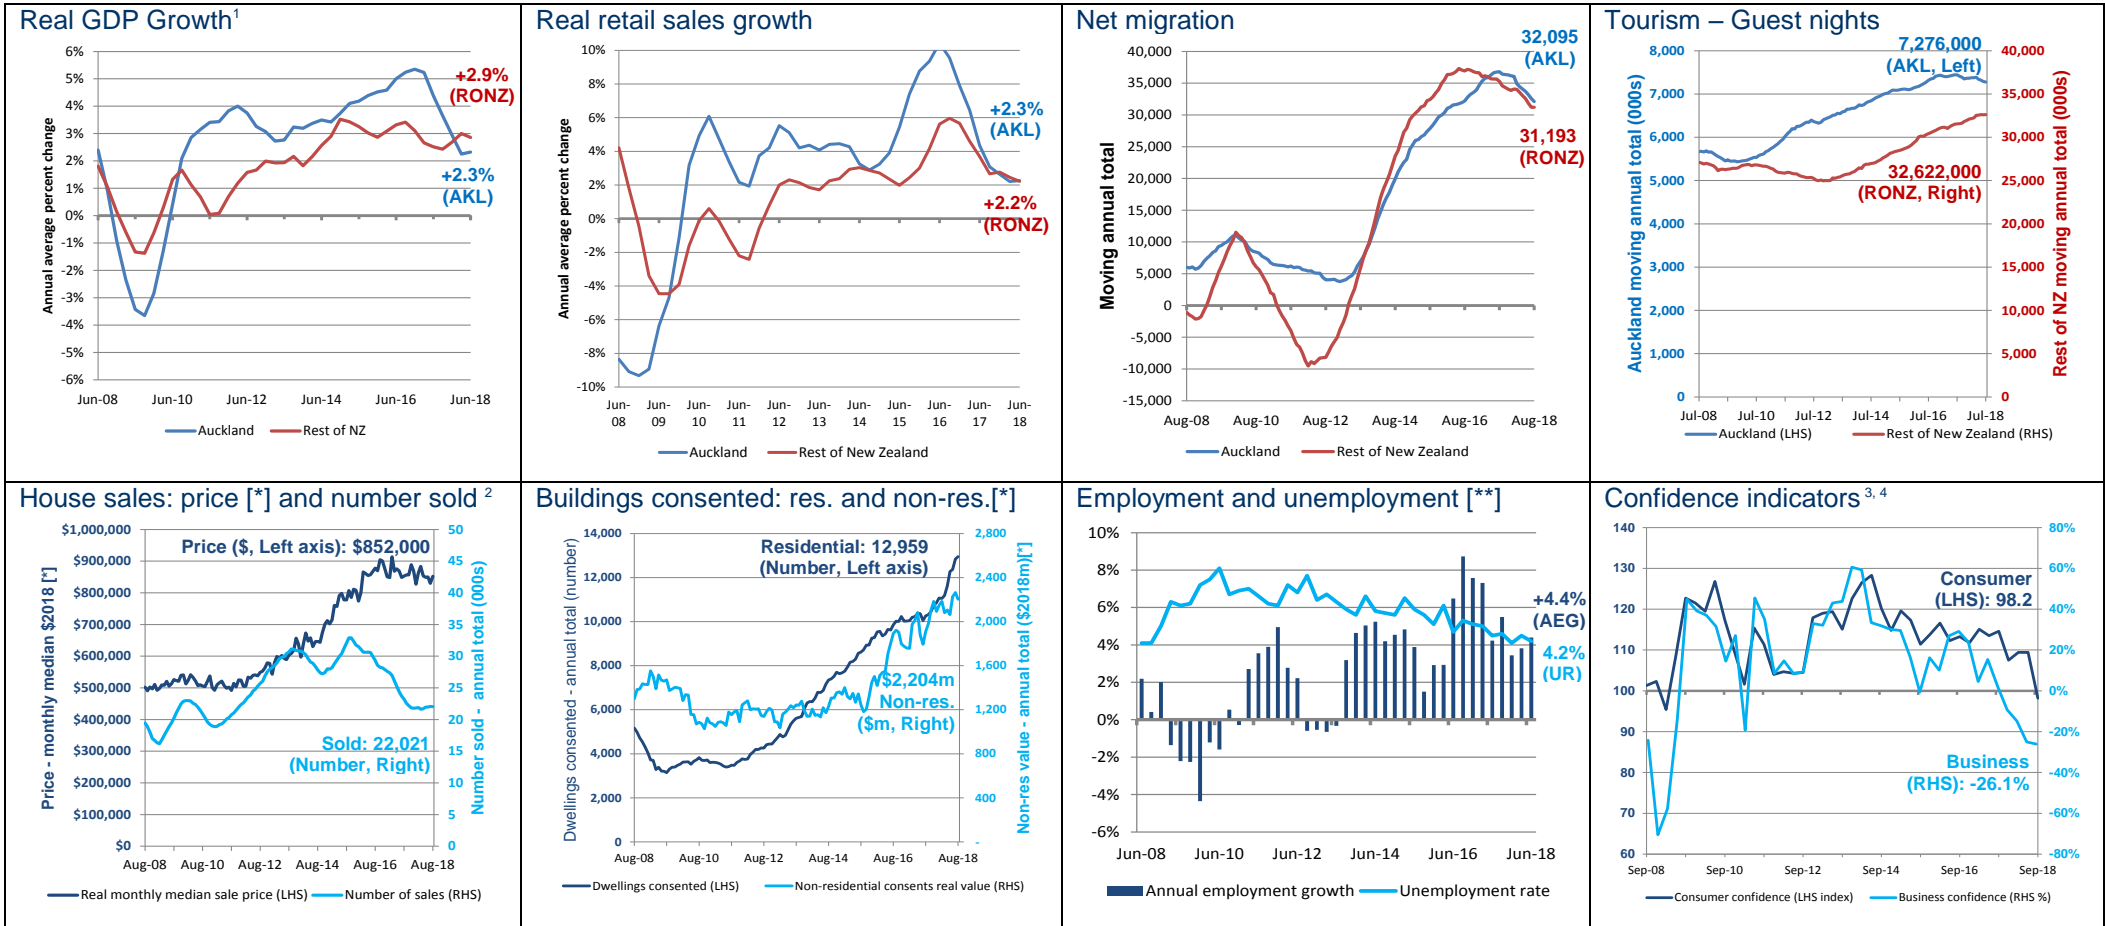 Real GDP Growth1
6%
5%
4%
3%
2%
1%
0%
-1%
-2%
-3%
-4%
-5%
-6%
Annual average percent change
+2.9%
(RONZ)
+2.3%
(AKL)
Jun-08 Jun-10 Jun-12 Jun-14 Jun-16 Jun-18
Auckland Rest of NZ
Real retail sales growth
10%
8%
6%
4%
2%
0%
-2%
-4%
-6%
-8%
-10%
Annual average percent change
+2.3%
(AKL)
+2.2%
(RONZ)
Jun- Jun- Jun- Jun- Jun- Jun- Jun- Jun- Jun- Jun- Jun-
08 09 10 11 12 13 14 15 16 17 18
Auckland Rest of New Zealand
Net migration
40,000
35,000
30,000
25,000
20,000
15,000
10,000
5,000
0
-5,000
-10,000
-15,000
Moving annual total
32,095
(AKL)
31,193
(RONZ)
Aug-08 Aug-10 Aug-12 Aug-14 Aug-16 Aug-18
Auckland Rest of New Zealand
Tourism – Guest nights
8,000
7,000
6,000
5,000
4,000
3,000
2,000
1,000
0
Auckland moving annual total (000s)
7,276,000
(AKL, Left)
32,622,000
(RONZ, Right)
40,000
35,000
30,000
25,000
20,000
15,000
10,000
5,000
0
Rest of NZ moving annual total (000s)
Jul-08 Jul-10 Jul-12 Jul-14 Jul-16 Jul-18
Auckland (LHS) Rest of New Zealand (RHS)
House sales: price [*] and number sold 2
$1,000,000
$900,000
$800,000
$700,000
$600,000
$500,000
$400,000
$300,000
$200,000
$100,000
$0
Price - monthly median $2018 [*]
Price ($, Left axis): $852,000
Sold: 22,021
(Number, Right)
50
45
40
35
30
25
20
15
10
5
0
Number sold - annual total (000s)
Aug-08 Aug-10 Aug-12 Aug-14 Aug-16 Aug-18
Real monthly median sale price (LHS) Number of sales (RHS)
Buildings consented: res. and non-res.[*]
14,000
12,000
10,000
8,000
6,000
4,000
2,000
0
Dwellings consented - annual total (number)
Residential: 12,959
(Number, Left axis)
$2,204m
Non-res.
($m, Right)
2,800
2,400
2,000
1,600
1,200
800
400
-
Non-res value - annual total ($2018m)[*]
Aug-08 Aug-10 Aug-12 Aug-14 Aug-16 Aug-18
Dwellings consented (LHS) Non-residential consents real value (RHS)
Employment and unemployment [**]
10%
8%
6%
4%
2%
0%
-2%
-4%
-6%
+4.4%
(AEG)
4.2%
(UR)
Jun-08 Jun-10 Jun-12 Jun-14 Jun-16 Jun-18
Annual employment growth Unemployment rate
Confidence indicators 3, 4
140
130
120
110
100
90
80
70
60
Consumer
(LHS): 98.2
Business
(RHS): -26.1%
80%
60%
40%
20%
0%
-20%
-40%
-60%
-80%
Sep-08 Sep-10 Sep-12 Sep-14 Sep-16 Sep-18
Consumer confidence (LHS index) Business confidence (RHS %)